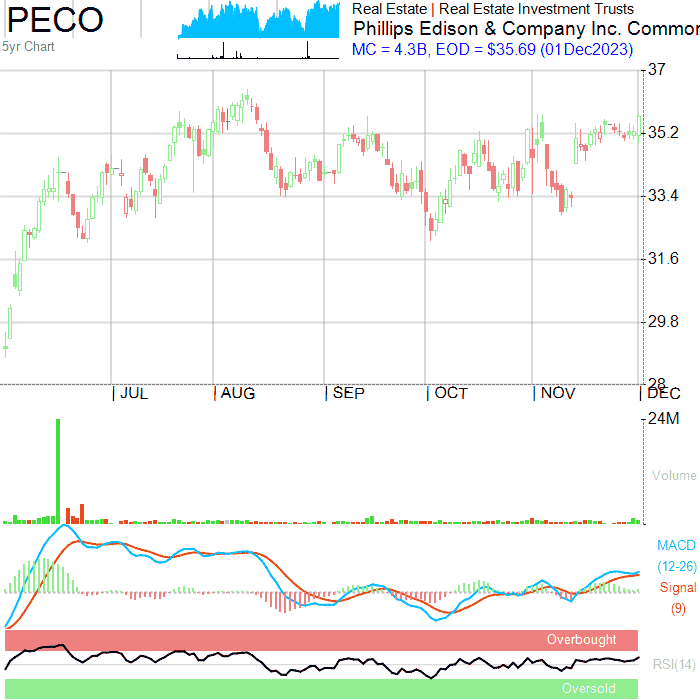 PECO
5yr Chart
Real Estate | Real Estate Investment Trusts
Phillips Edison & Company Inc. Common
MC = 4.3B, EOD = $35.69 (01Dec2023)
37
35.2
33.4
31.6
29.8
28
JUL AUG SEP OCT NOV DEC
24M
Volume
MACD
(12-26)
Signal
(9)
Overbought
RSI(14)
Oversold